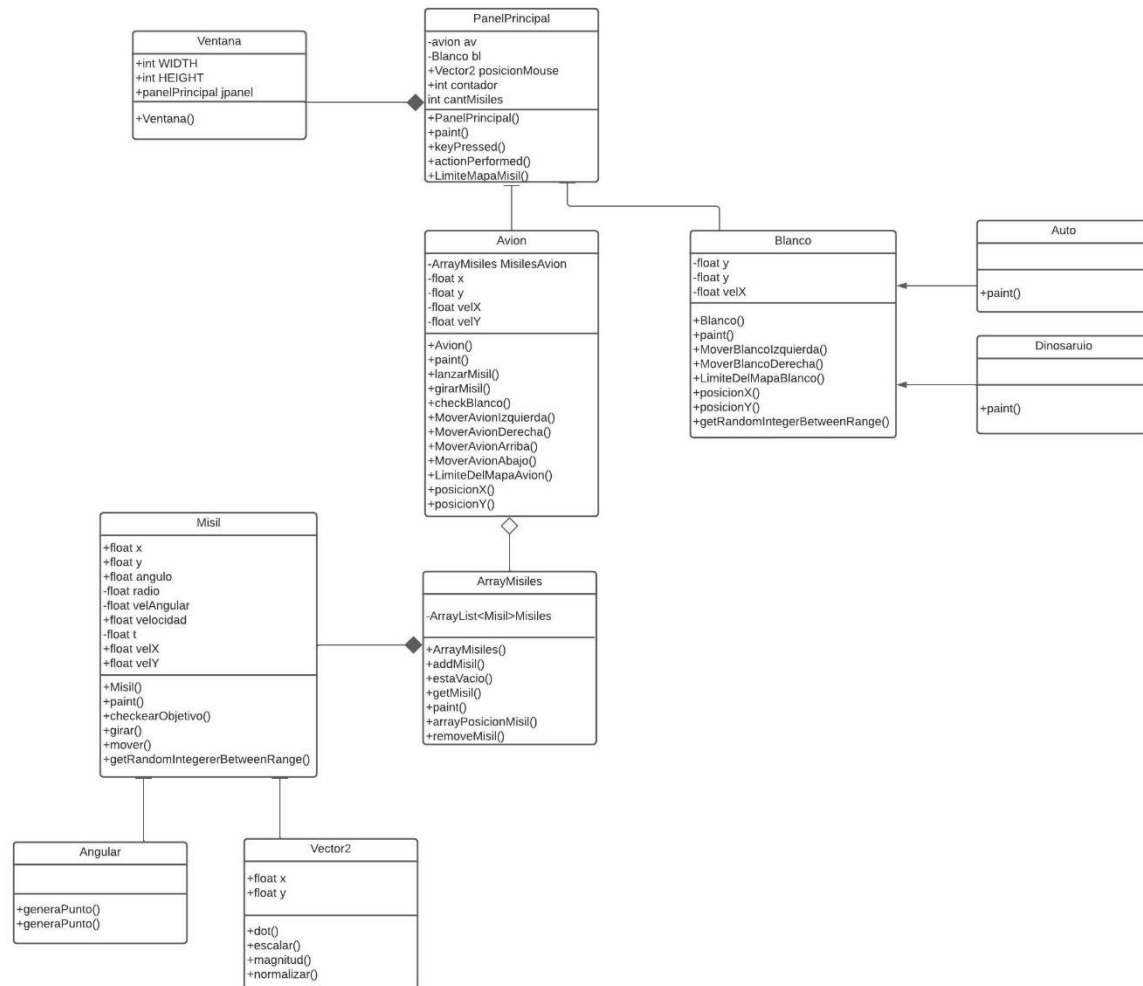 PanelPrincipal
-avion av
-Blanco bl
+Vector2 posicionMouse
+int contador
int cantMisiles
+PanelPrincipal()
+paint()
+keyPressed()
+actionPerformed()
+LimiteMapaMisil()
Ventana
+int WIDTH
+int HEIGHT
+panelPrincipal jpanel
+Ventana()
Avion
-ArrayMisiles MisilesAvion
-float x
-float y
-float velX
-float velY
+Avion()
+paint()
+lanzarMisil()
+girarMisil()
+checkBlanco()
+MoverAvionIzquierda()
+MoverAvionDerecha()
+MoverAvionArriba()
+MoverAvionAbajo()
+LimiteDelMapaAvion()
+posicionX()
+posicionY()
Blanco
-float y
-float y
-float velX
+Blanco()
+paint()
+MoverBlancoIzquierda()
+MoverBlancoDerecha()
+LimiteDelMapaBlanco()
+posicionX()
+posicionY()
+getRandomIntegerBetweenRange()
Auto
+paint()
Dinosaruio
+paint()
Misil
+float x
+float y
+float angulo
-float radio
-float velAngular
+float velocidad
-float t
+float velX
+float velY
+Misil()
+paint()
+checkearObjetivo()
+girar()
+mover()
+getRandomIntegererBetweenRange()
ArrayMisiles
-ArrayList<Misil>Misiles
+ArrayMisiles()
+addMisil()
+estaVacio()
+getMisil()
+paint()
+arrayPosicionMisil()
+removeMisil()
Angular
+generaPunto()
+generaPunto()
Vector2
+float x
+float y
+dot()
+escalar()
+magnitud()
+normalizar()